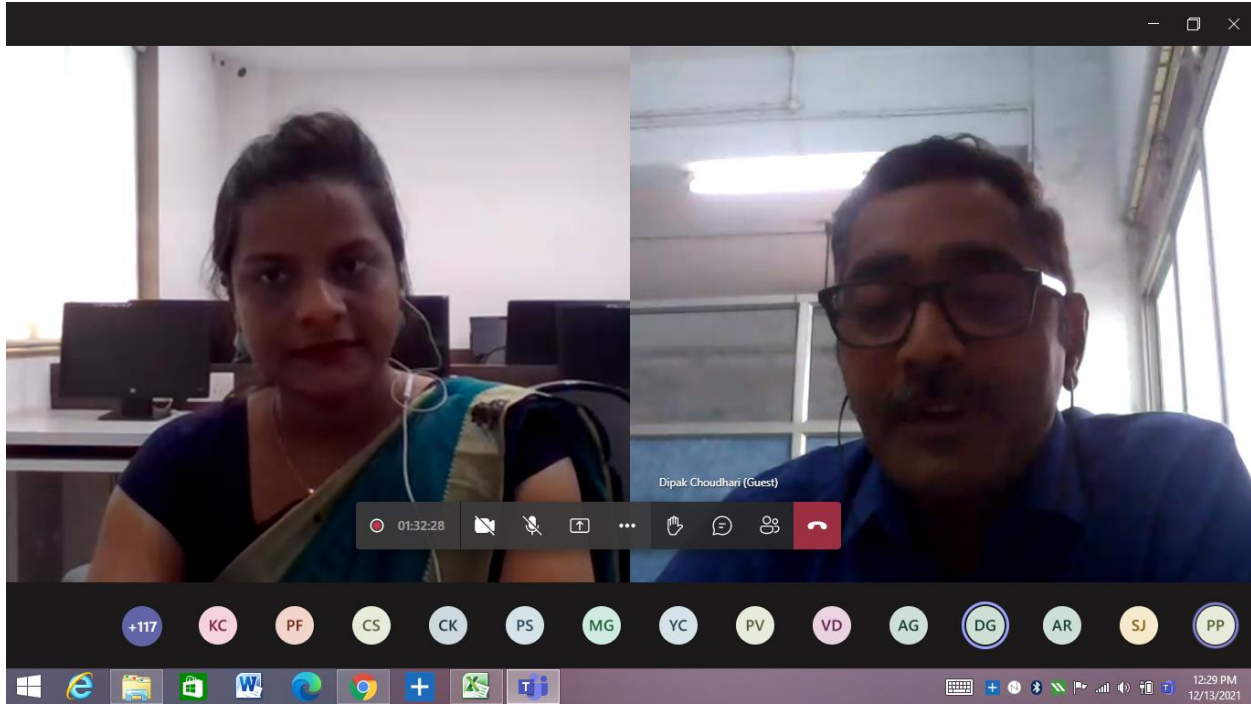 Dipak Choudhari (Guest)
01:32:28
+117 KC PF CS CK PS MG YC PV VD AG DG AR SJ PP
12:29 PM
12/13/2021